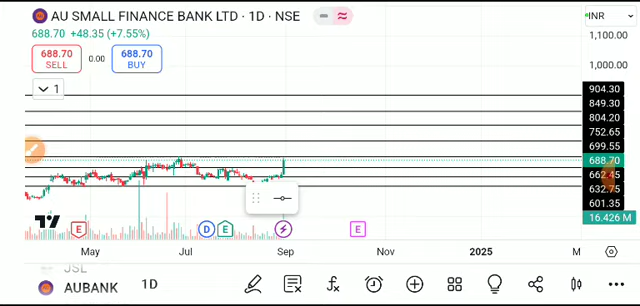 AU SMALL FINANCE BANK LTD · 1D · NSE
INR
688.70 +48.35 (+7.55%)
688.70
SELL
0.00
688.70
BUY
1
1,100.00
1,000.00
904.30
849.30
804.20
752.65
699.55
688.70
662.45
632.75
601.35
16.426 M
E
D
E
E
May
Jul
Sep
Nov
2025
M
JSL
AUBANK
1D